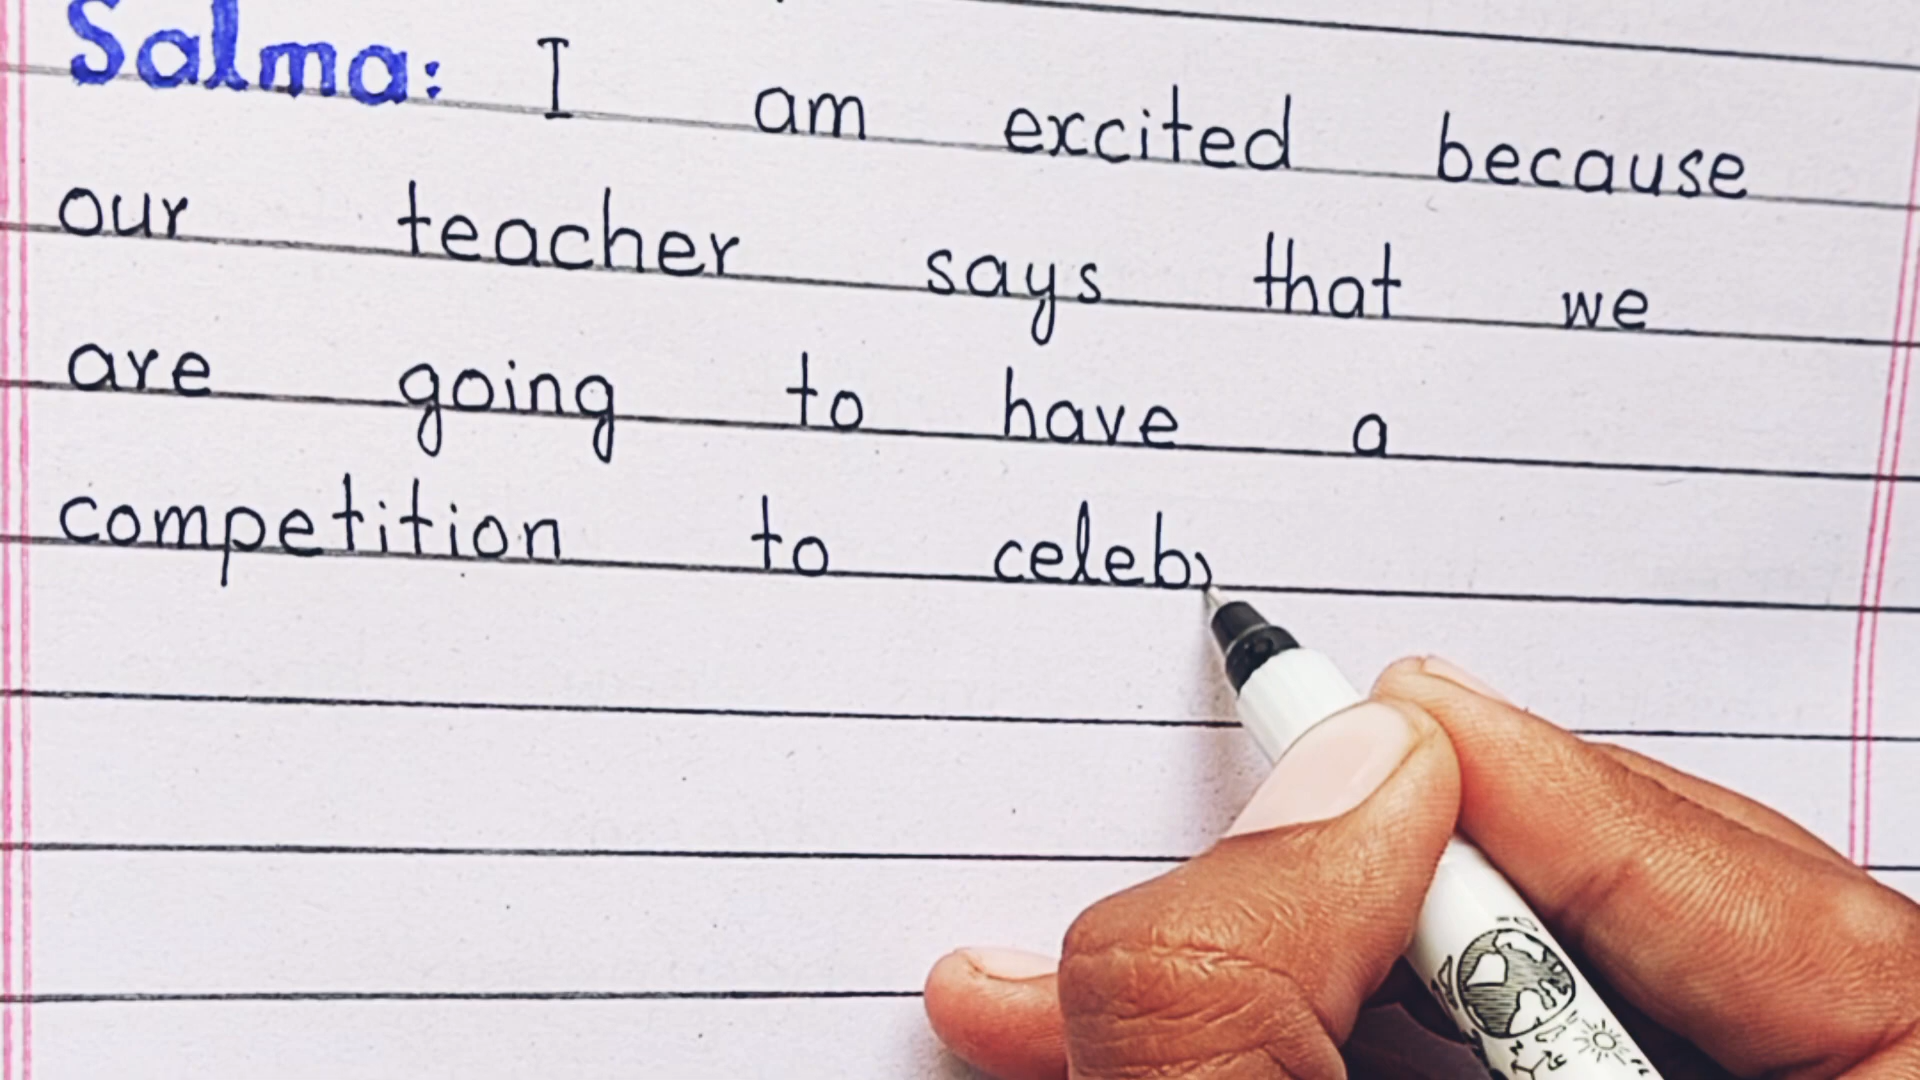 Salma: I am excited because
our teacher says that we
are going to have a
competition to celeb